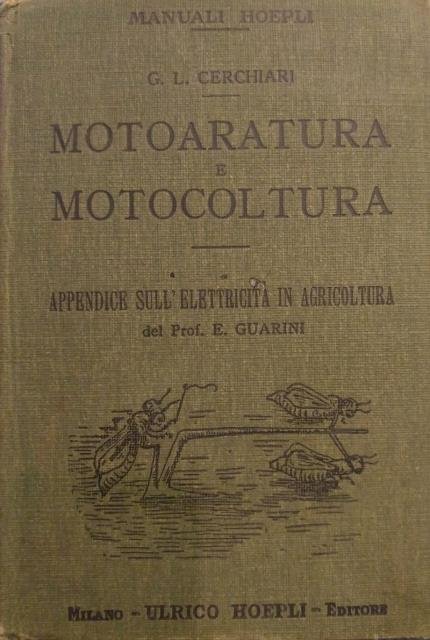 MANUALI HOEPLI
G. L. CERCHIARI
MOTOARATURA
E
MOTOCOLTURA
APPENDICE SULL'ELETTRICITÀ IN AGRICOLTURA
del Prof. E. GUARINI
MILANO - ULRICO HOEPLI - EDITORE